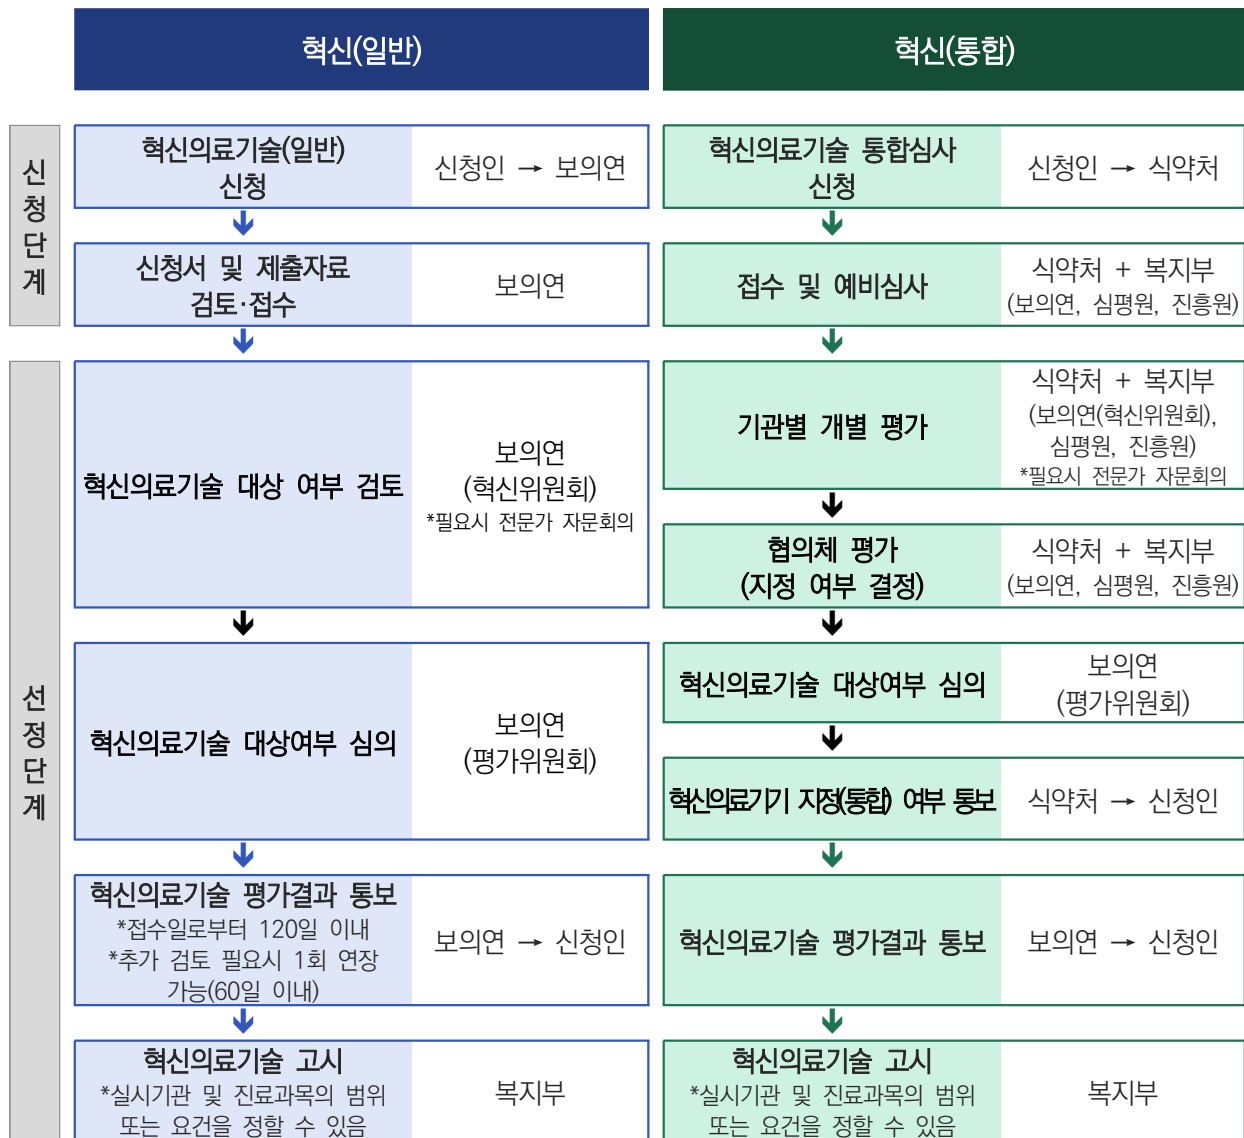 혁신(일반)
혁신(통합)
신청단계
혁신의료기술(일반)
신청
신청인 → 보의연
혁신의료기술 통합심사
신청
신청인 → 식약처
신청서 및 제출자료
검토·접수
보의연
접수 및 예비심사
식약처 + 복지부
(보의연, 심평원, 진흥원)
선정단계
혁신의료기술 대상 여부 검토
보의연
(혁신위원회)
*필요시 전문가 자문회의
기관별 개별 평가
식약처 + 복지부
(보의연(혁신위원회),
심평원, 진흥원)
*필요시 전문가 자문회의
협의체 평가
(지정 여부 결정)
식약처 + 복지부
(보의연, 심평원, 진흥원)
혁신의료기술 대상여부 심의
보의연
(평가위원회)
혁신의료기술 대상여부 심의
보의연
(평가위원회)
혁신의료기기 지정(통합) 여부 통보
식약처 → 신청인
혁신의료기술 평가결과 통보
*접수일로부터 120일 이내
*추가 검토 필요시 1회 연장
가능(60일 이내)
보의연 → 신청인
혁신의료기술 평가결과 통보
보의연 → 신청인
혁신의료기술 고시
*실시기관 및 진료과목의 범위
또는 요건을 정할 수 있음
복지부
혁신의료기술 고시
*실시기관 및 진료과목의 범위
또는 요건을 정할 수 있음
복지부